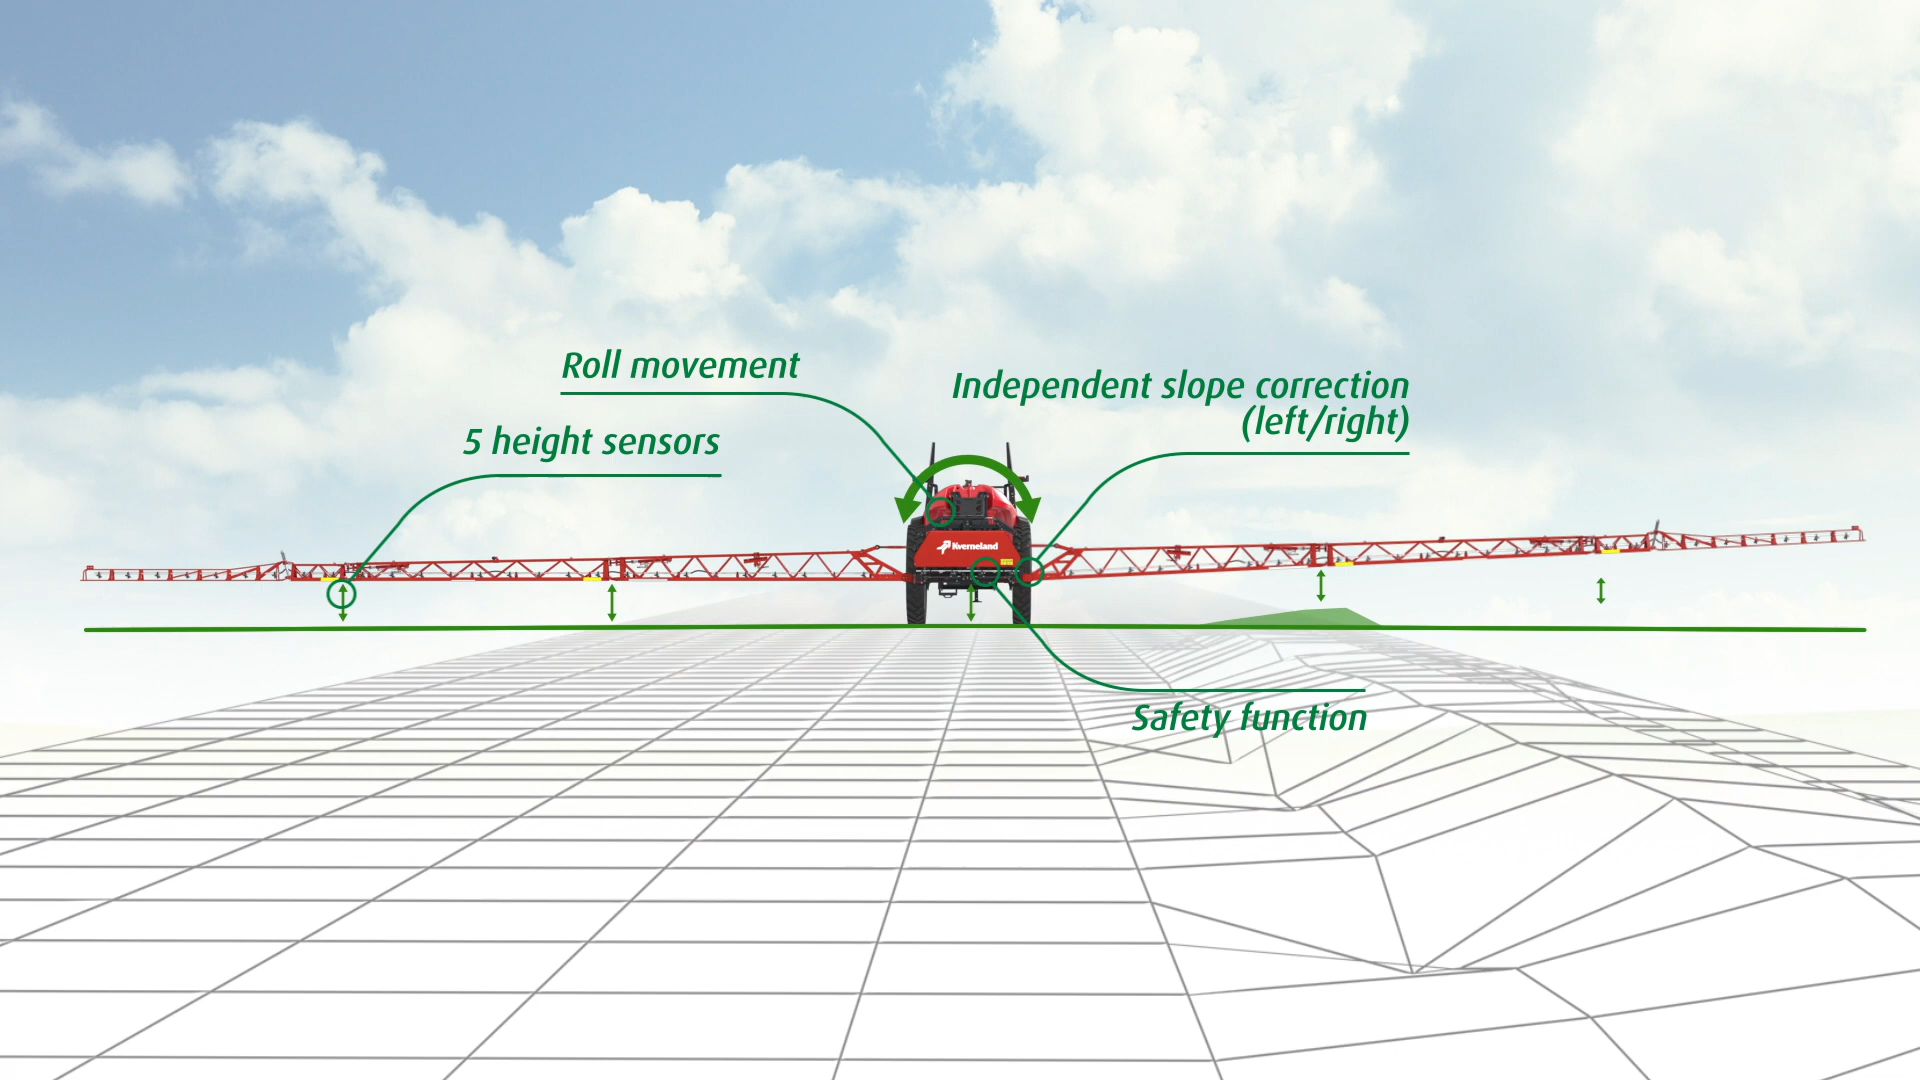 Roll movement
Independent slope correction
(left/right)
5 height sensors
Kverneland
Safety function